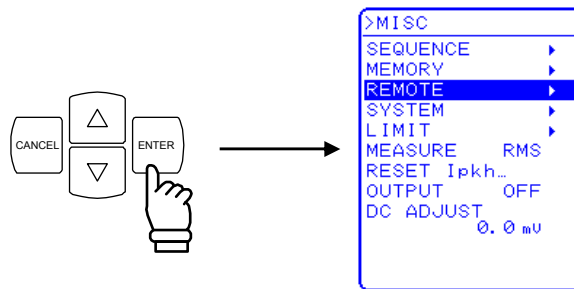 CANCEL
ENTER
>MISC
SEQUENCE
MEMORY
REMOTE
SYSTEM
LIMIT
MEASURE RMS
RESET Ipkh…
OUTPUT OFF
DC ADJUST
0.0 mV